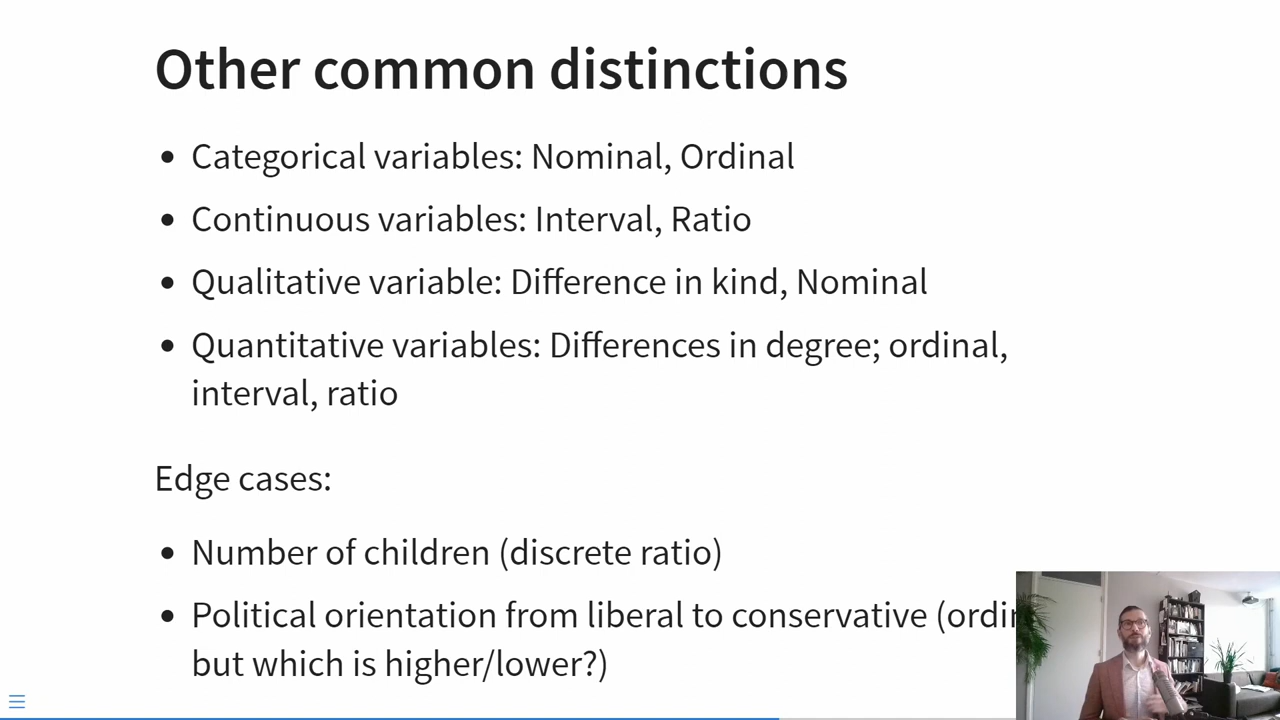 Other common distinctions
• Categorical variables: Nominal, Ordinal
• Continuous variables: Interval, Ratio
• Qualitative variable: Difference in kind, Nominal
• Quantitative variables: Differences in degree; ordinal,
interval, ratio
Edge cases:
• Number of children (discrete ratio)
• Political orientation from liberal to conservative
but which is higher/lower?)